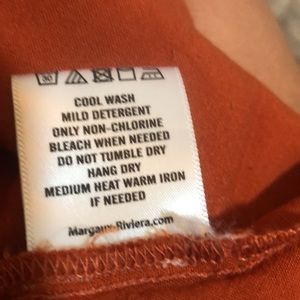 30
COOL WASH
MILD DETERGENT
ONLY NON-CHLORINE
BLEACH WHEN NEEDED
DO NOT TUMBLE DRY
HANG DRY
MEDIUM HEAT WARM IRON
IF NEEDED
Margaux-Riviera.com